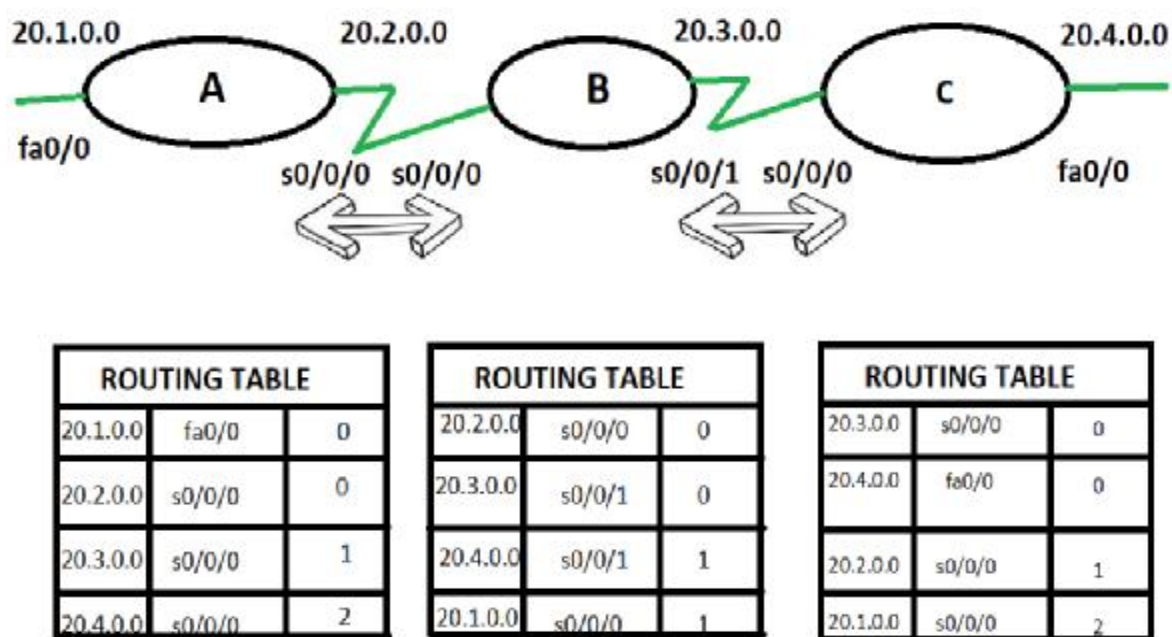 20.1.0.0 20.2.0.0 20.3.0.0 20.4.0.0
A B C
fa0/0 s0/0/0 s0/0/0 s0/0/1 s0/0/0 fa0/0
ROUTING TABLE
20.1.0.0 fa0/0 0
20.2.0.0 s0/0/0 0
20.3.0.0 s0/0/0 1
20.4.0.0 s0/0/0 2
ROUTING TABLE
20.2.0.0 s0/0/0 0
20.3.0.0 s0/0/1 0
20.4.0.0 s0/0/1 1
20.1.0.0 s0/0/0 1
ROUTING TABLE
20.3.0.0 s0/0/0 0
20.4.0.0 fa0/0 0
20.2.0.0 s0/0/0 1
20.1.0.0 s0/0/0 2